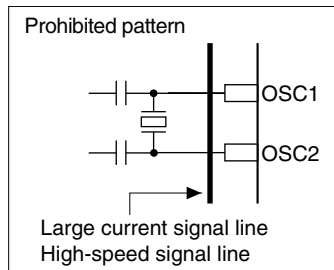 Prohibited pattern
OSC1
OSC2
Large current signal line
High-speed signal line